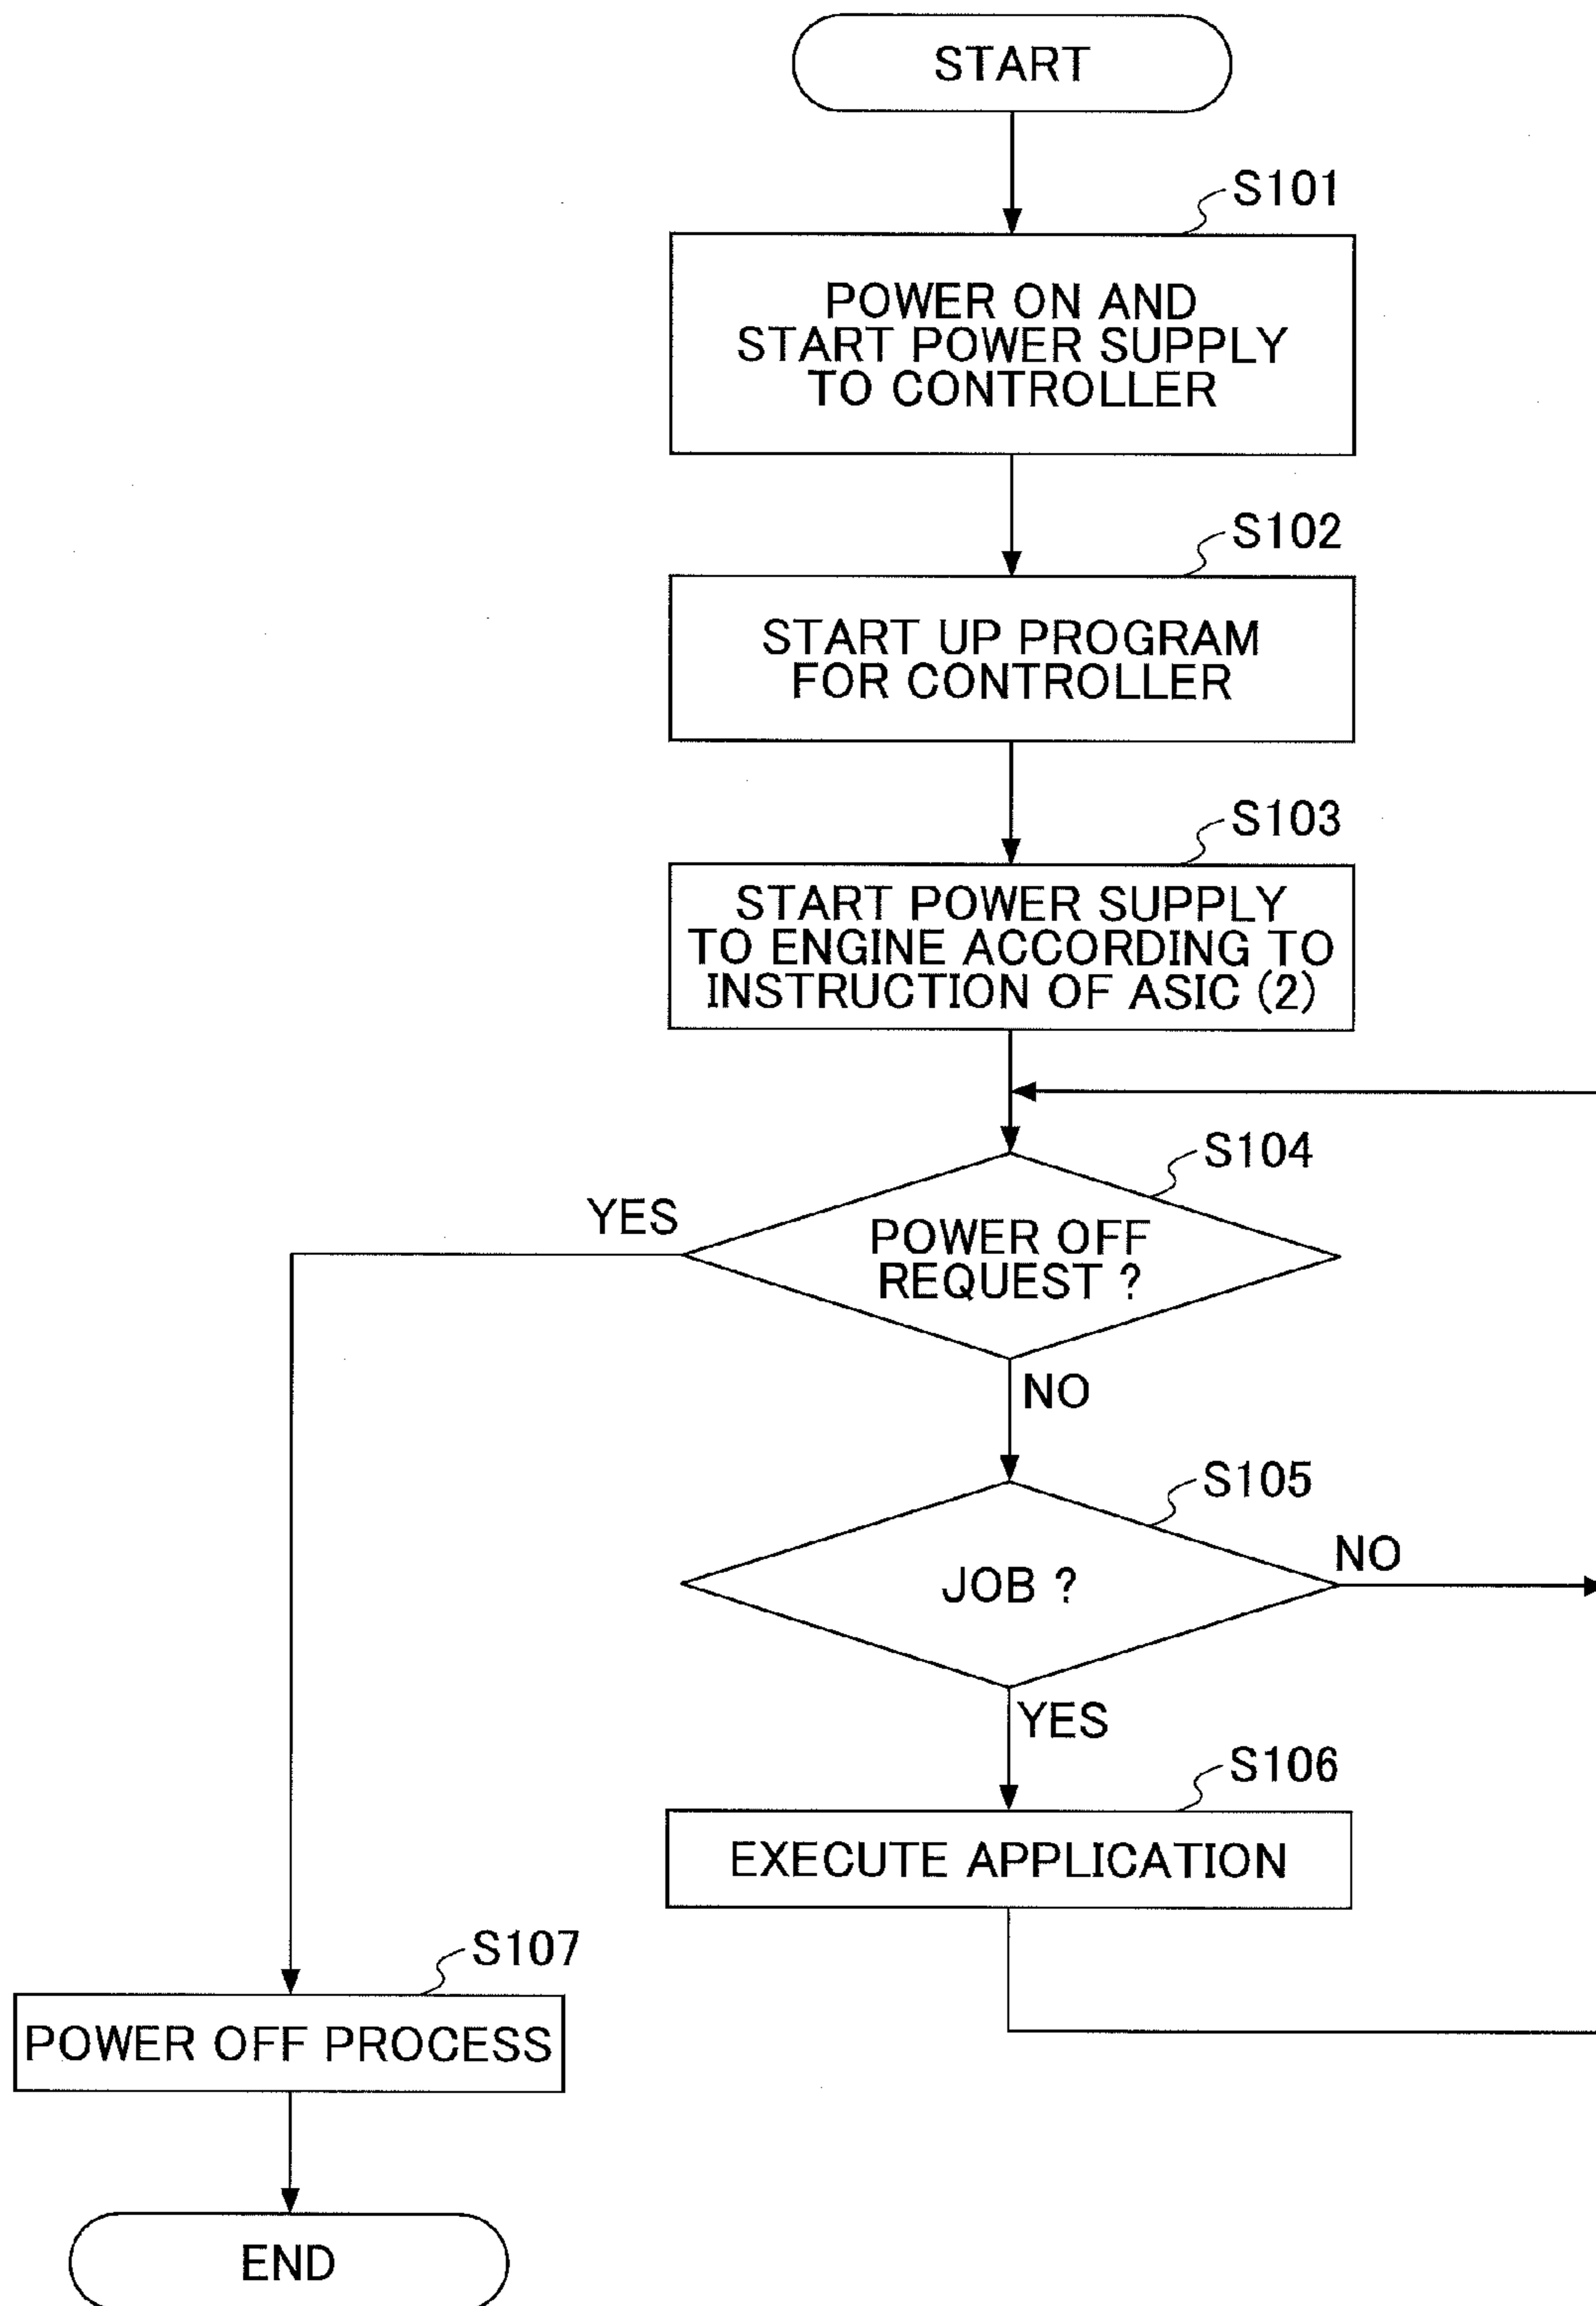 START
S101
POWER ON AND
START POWER SUPPLY
TO CONTROLLER
S102
START UP PROGRAM
FOR CONTROLLER
S103
START POWER SUPPLY
TO ENGINE ACCORDING TO
INSTRUCTION OF ASIC (2)
S104
YES
POWER OFF
REQUEST ?
NO
S105
NO
JOB ?
YES
S106
EXECUTE APPLICATION
S107
POWER OFF PROCESS
END